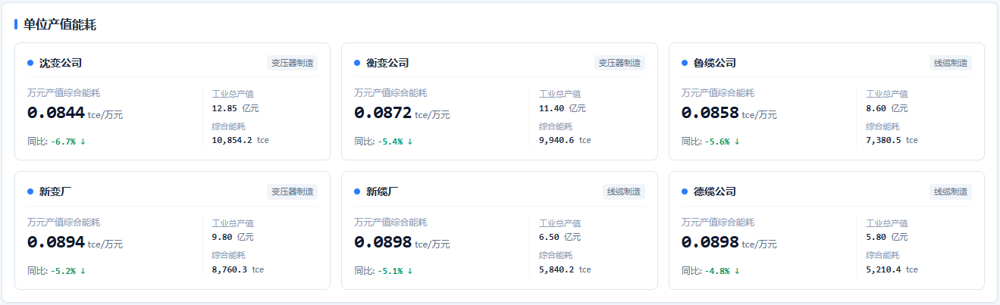 单位产值能耗
沈变公司 变压器制造
万元产值综合能耗
0.0844 tce/万元
同比: -6.7% ↓
工业总产值
12.85 亿元
综合能耗
10,854.2 tce
衡变公司 变压器制造
万元产值综合能耗
0.0872 tce/万元
同比: -5.4% ↓
工业总产值
11.40 亿元
综合能耗
9,940.6 tce
鲁缆公司 线缆制造
万元产值综合能耗
0.0858 tce/万元
同比: -5.6% ↓
工业总产值
8.60 亿元
综合能耗
7,380.5 tce
新变厂 变压器制造
万元产值综合能耗
0.0894 tce/万元
同比: -5.2% ↓
工业总产值
9.80 亿元
综合能耗
8,760.3 tce
新缆厂 线缆制造
万元产值综合能耗
0.0898 tce/万元
同比: -5.1% ↓
工业总产值
6.50 亿元
综合能耗
5,840.2 tce
德缆公司 线缆制造
万元产值综合能耗
0.0898 tce/万元
同比: -4.8% ↓
工业总产值
5.80 亿元
综合能耗
5,210.4 tce